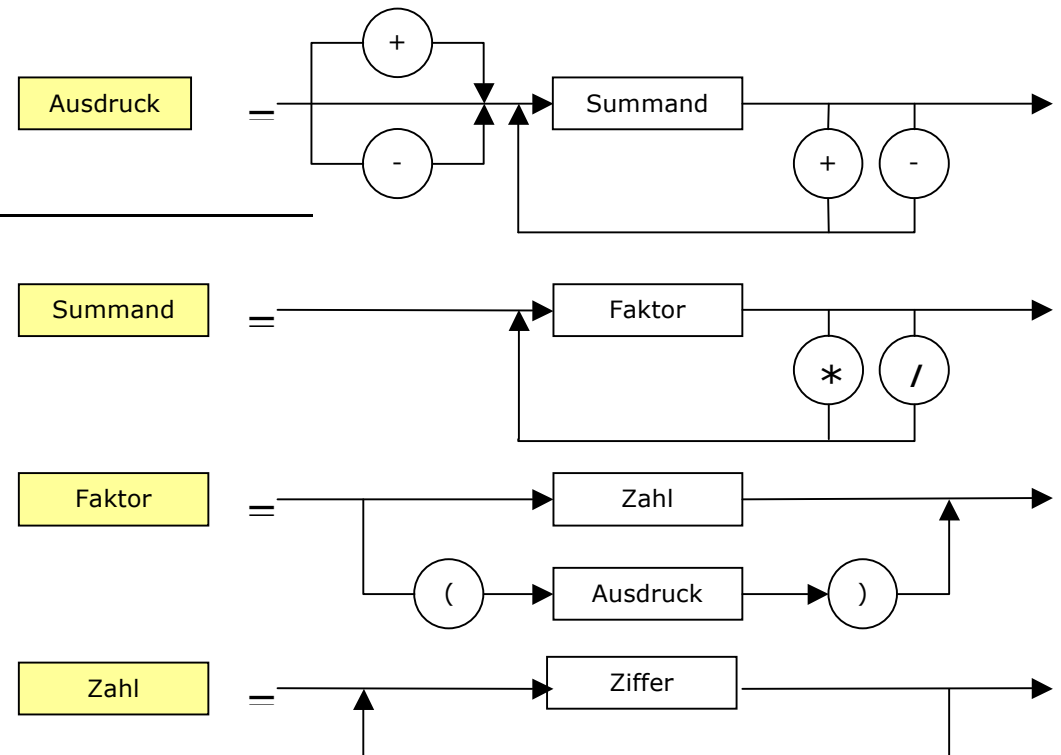 +
Ausdruck = Summand
- + -
Summand = Faktor
* /
Faktor = Zahl
( Ausdruck )
Zahl = Ziffer